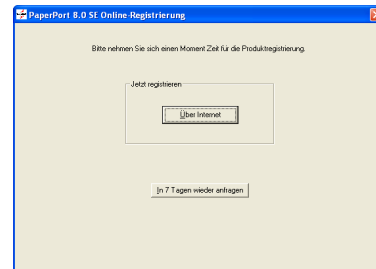 PaperPort 8.0 SE Online-Registrierung
Bitte nehmen Sie sich einen Moment Zeit für die Produktregistrierung.
Jetzt registrieren
Über Internet
In 7 Tagen wieder anfragen